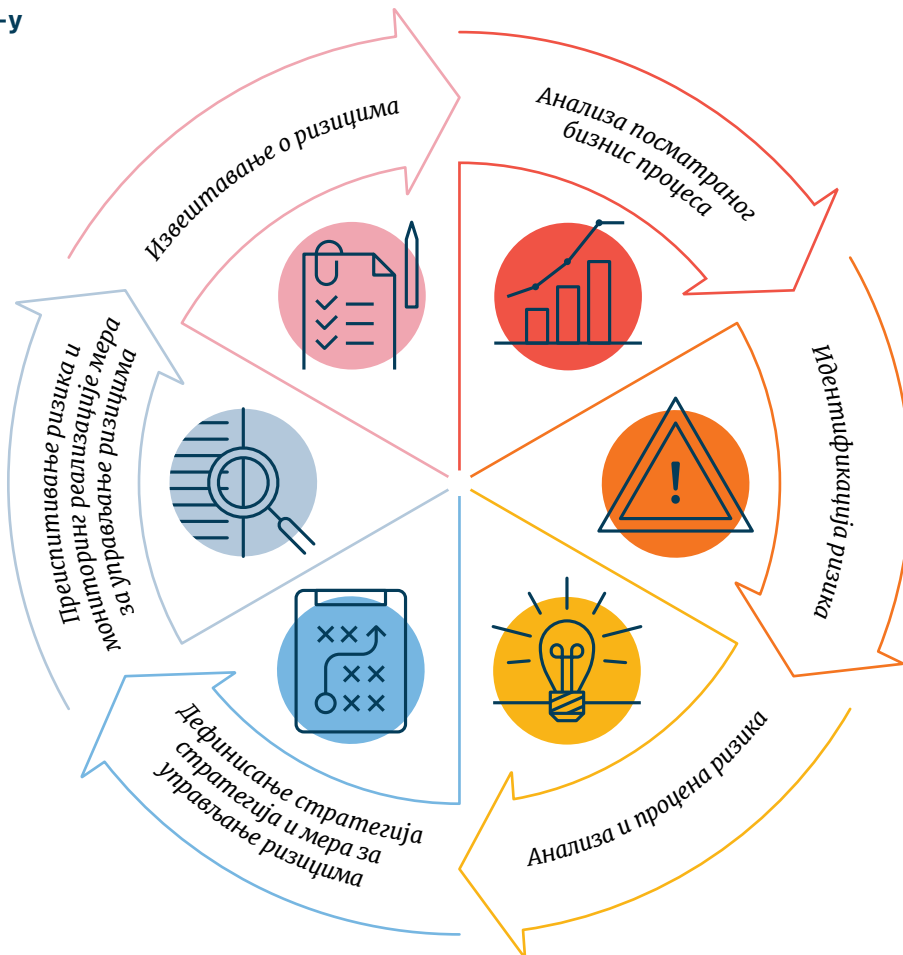 -у
Анализа посматраног
бизнис процеса
Идентификација ризика
Анализа и процена ризика
Дефинисање стратегија
стратегија и мера за
управљање ризицима
Преиспитивање ризика и
мониторинг реализације мера
за управљање ризицима
Извештавање о ризицима